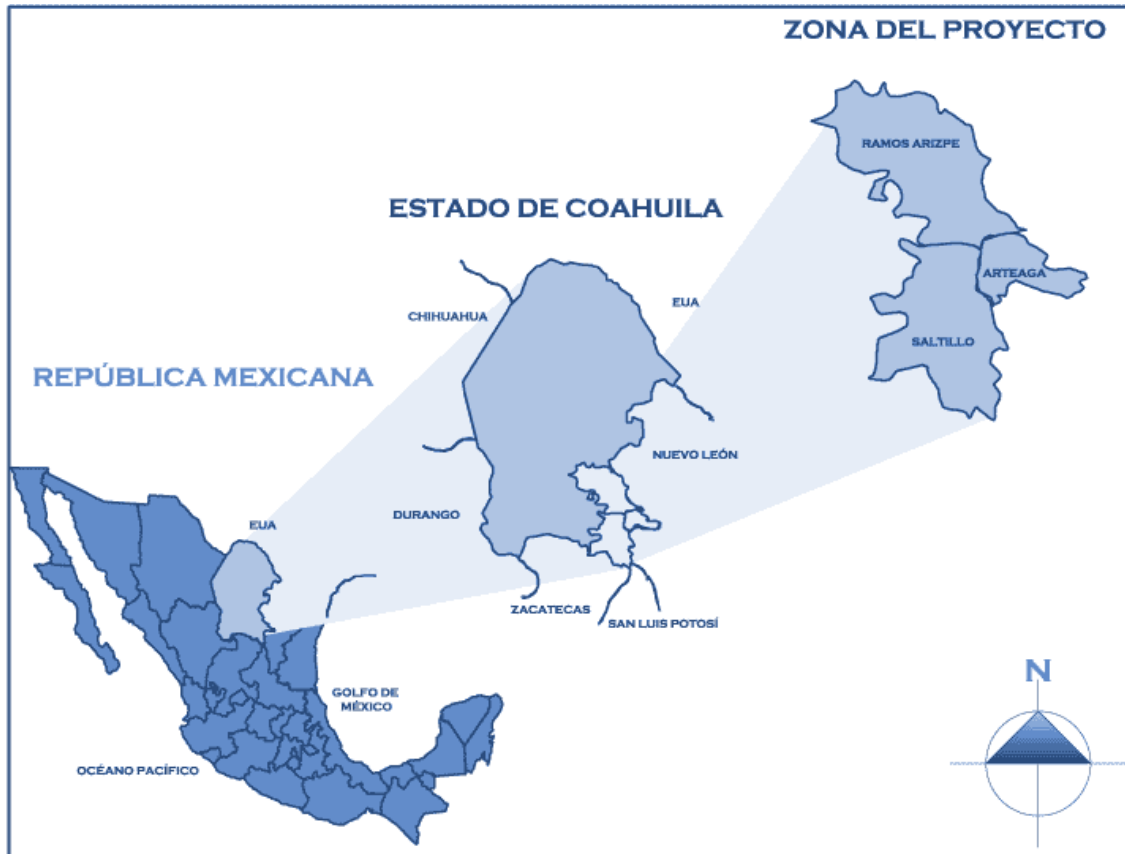 ZONA DEL PROYECTO
RAMOS ARIZPE
ESTADO DE COAHUILA
ARTEAGA
EUA
CHIHUAHUA
SALTILLO
REPÚBLICA MEXICANA
NUEVO LEÓN
DURANGO
EUA
ZACATECAS
SAN LUIS POTOSÍ
N
GOLFO DE
MÉXICO
OCÉANO PACÍFICO